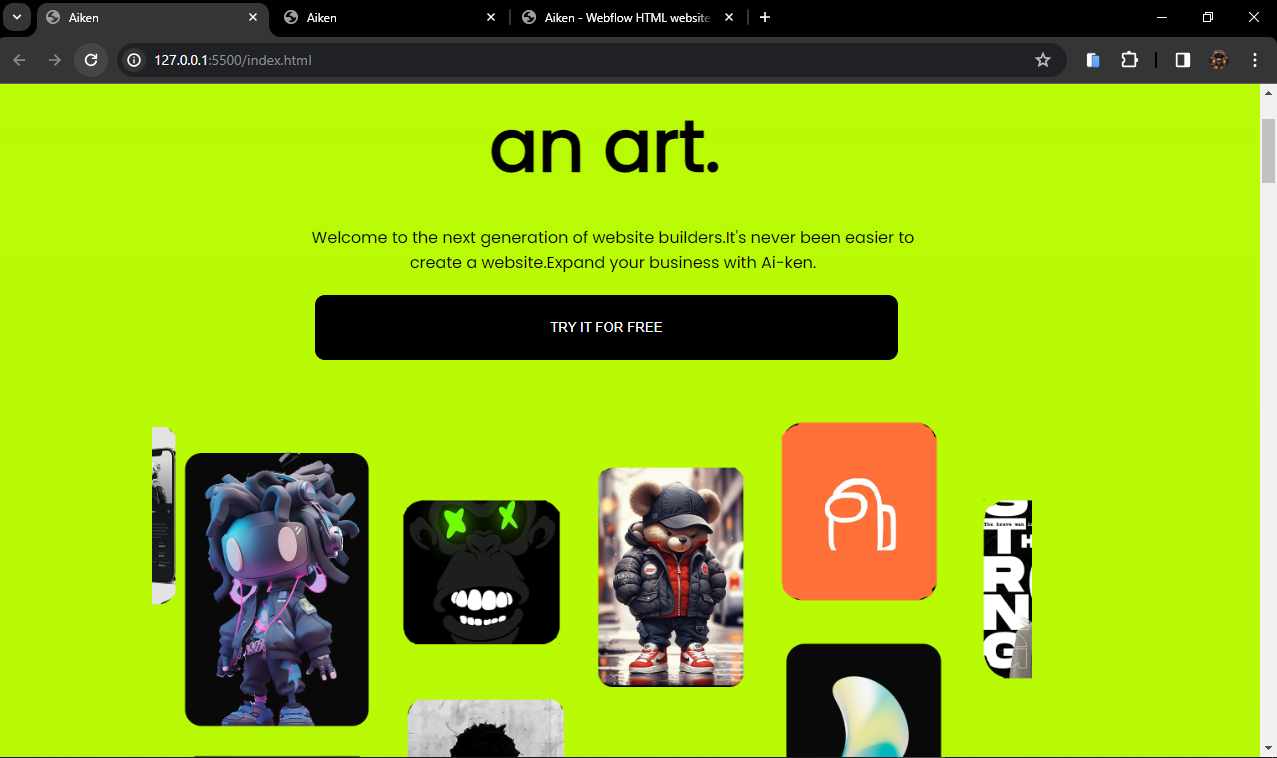 Aiken
Aiken
Aiken - Webflow HTML website
127.0.0.1:5500/index.html
an art.
Welcome to the next generation of website builders.It's never been easier to
create a website.Expand your business with Ai-ken.
TRY IT FOR FREE
The brave man
S
T H
R
N
G